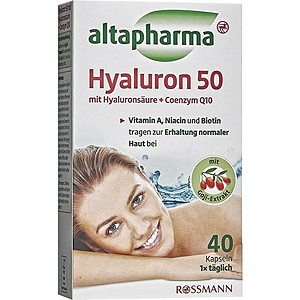 altapharma
Hyaluron 50
mit Hyaluronsäure + Coenzym Q10
▸ Vitamin A, Niacin und Biotin
tragen zur Erhaltung normaler
Haut bei
mit
Goji-Extrakt
40
Kapseln
1x täglich
ROSSMANN